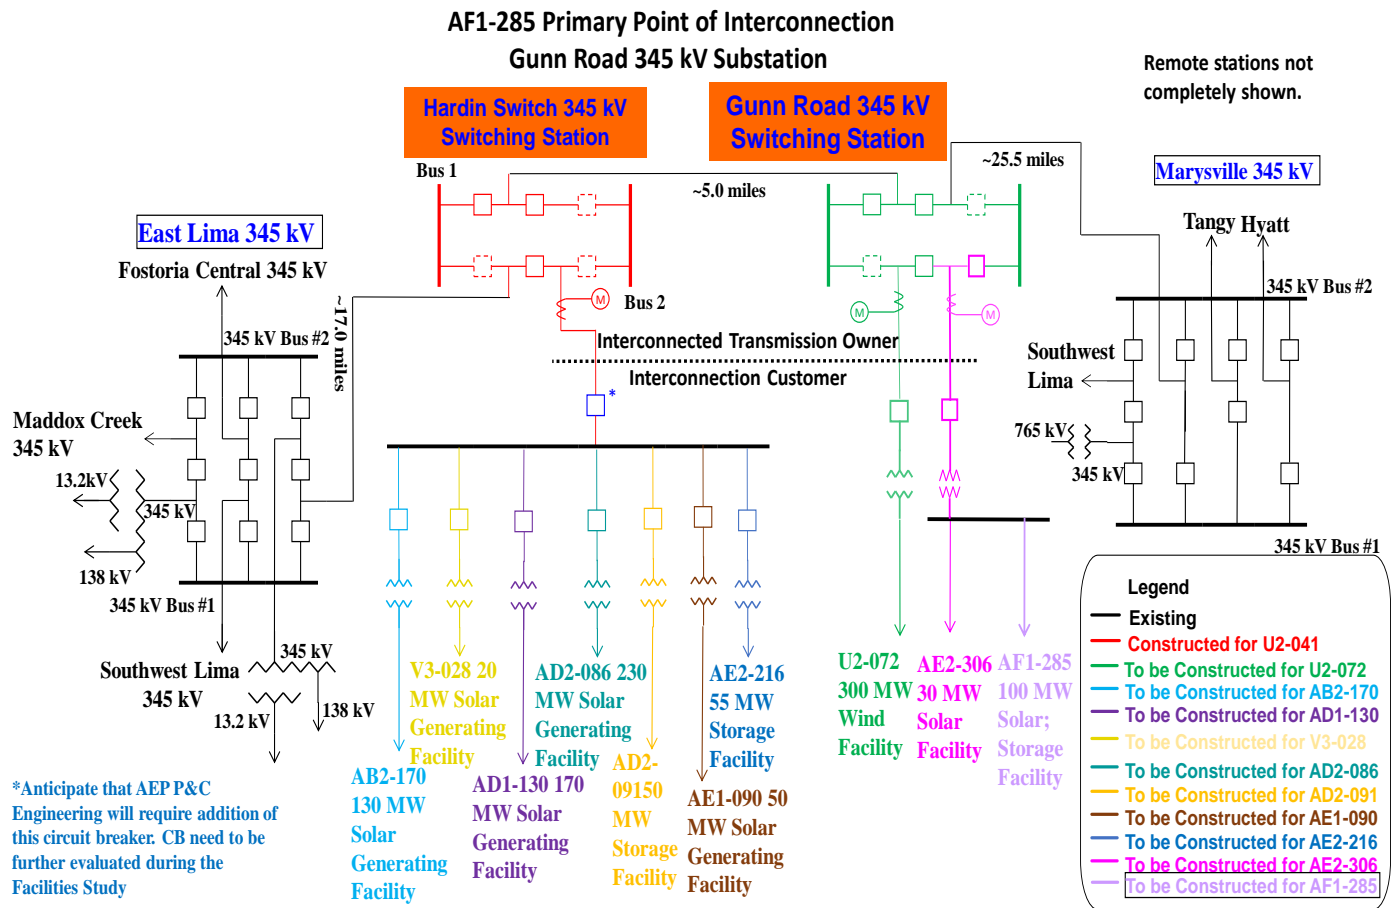 AF1-285 Primary Point of Interconnection
Gunn Road 345 kV Substation
Remote stations not
completely shown.
Hardin Switch 345 kV
Switching Station
Gunn Road 345 kV
Switching Station
Bus 1
~5.0 miles
~25.5 miles
Marysville 345 kV
Tangy Hyatt
East Lima 345 kV
Fostoria Central 345 kV
~17.0 miles
Bus 2
M
M
M
345 kV Bus #2
345 kV Bus #2
Interconnected Transmission Owner
Interconnection Customer
*
Southwest
Lima
765 kV
345 kV
345 kV Bus #1
Maddox Creek
345 kV
13.2kV
345 kV
138 kV
345 kV Bus #1
Southwest Lima
345 kV
345 kV
13.2 kV
138 kV
V3-028 20
MW Solar
Generating
Facility
AD2-086 230
MW Solar
Generating
Facility
AE2-216
55 MW
Storage
Facility
U2-072
300 MW
Wind
Facility
AE2-306
30 MW
Solar
Facility
AF1-285
100 MW
Solar;
Storage
Facility
AB2-170
130 MW
Solar
Generating
Facility
AD1-130 170
MW Solar
Generating
Facility
AD2-
09150
MW
Storage
Facility
AE1-090 50
MW Solar
Generating
Facility
*Anticipate that AEP P&C
Engineering will require addition of
this circuit breaker. CB need to be
further evaluated during the
Facilities Study
Legend
Existing
Constructed for U2-041
To be Constructed for U2-072
To be Constructed for AB2-170
To be Constructed for AD1-130
To be Constructed for V3-028
To be Constructed for AD2-086
To be Constructed for AD2-091
To be Constructed for AE1-090
To be Constructed for AE2-216
To be Constructed for AE2-306
To be Constructed for AF1-285